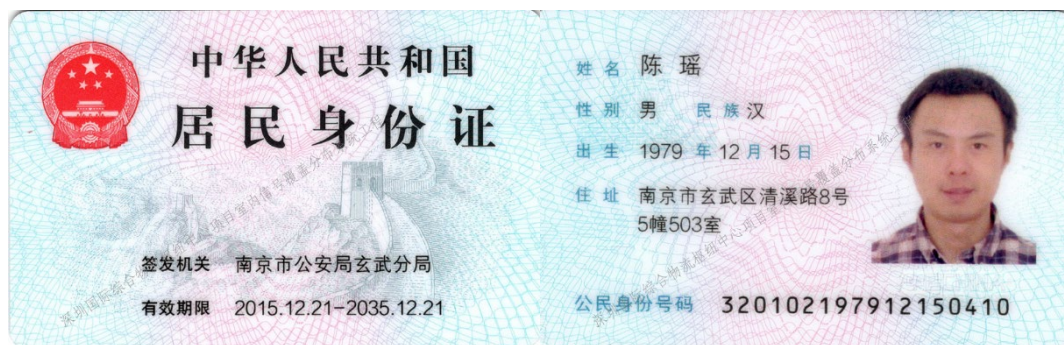 中华人民共和国
居民身份证
签发机关 南京市公安局玄武分局
有效期限 2015.12.21-2035.12.21
姓名 陈瑶
性别 男 民族 汉
出生 1979 年 12 月 15 日
住址 南京市玄武区清溪路8号
5幢503室
公民身份号码 320102197912150410